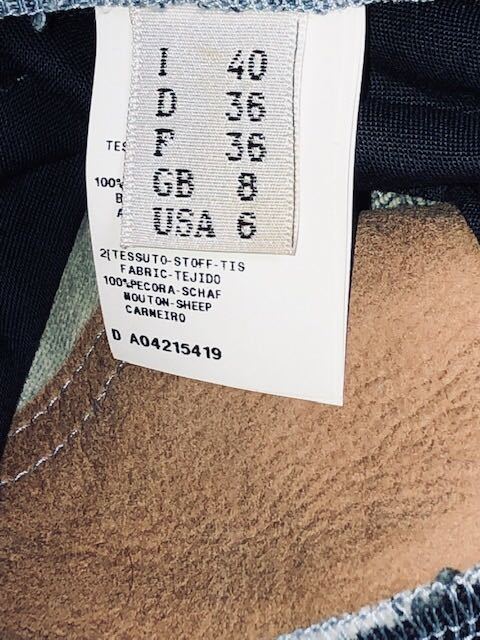 I 40
D 36
F 36
GB 8
USA 6
100%
2[TESSUTO-STOFF-TIS
FABRIC-TEJIDO
100%PECORA-SCHAF
MOUTON-SHEEP
CARNEIRO
D A04215419